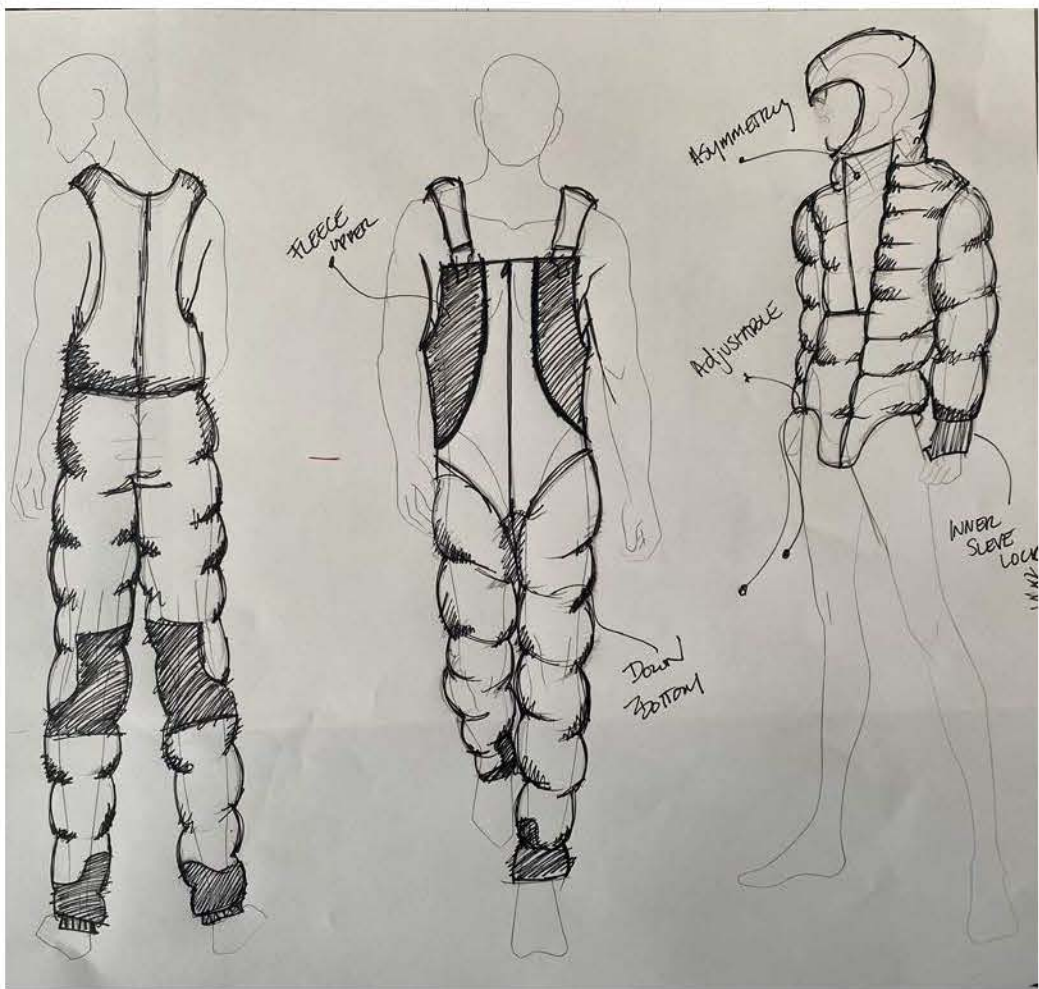 FLEECE
UPPER
ASYMMETRY
ADJUSTABLE
DOWN
BOTTOM
INNER
SLEVE
LOCK